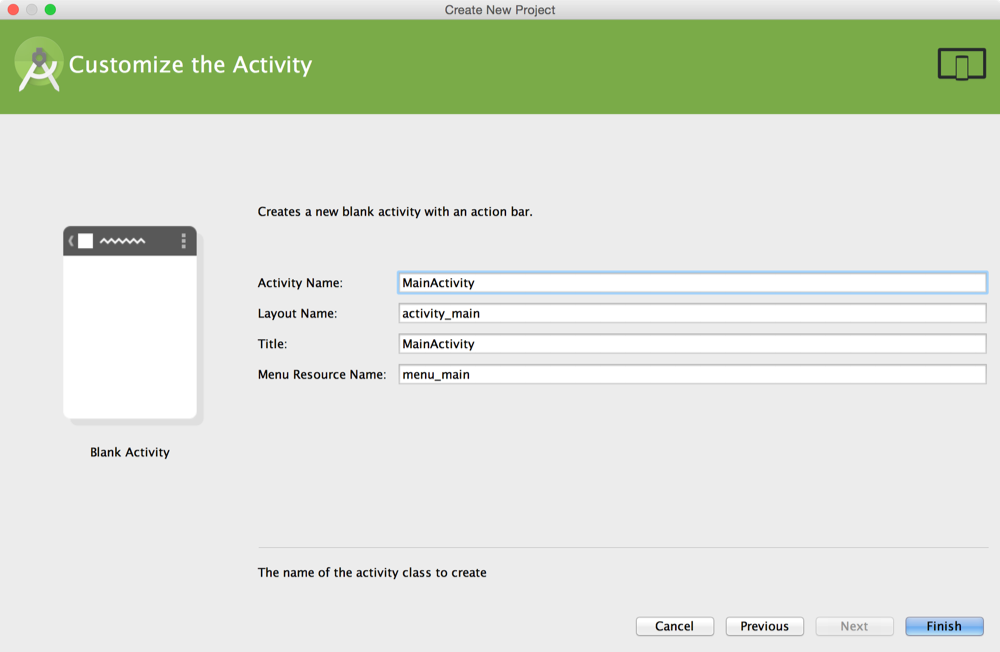 Create New Project
Customize the Activity
Creates a new blank activity with an action bar.
Activity Name: MainActivity
Layout Name: activity_main
Title: MainActivity
Menu Resource Name: menu_main
Blank Activity
The name of the activity class to create
Cancel Previous Next Finish